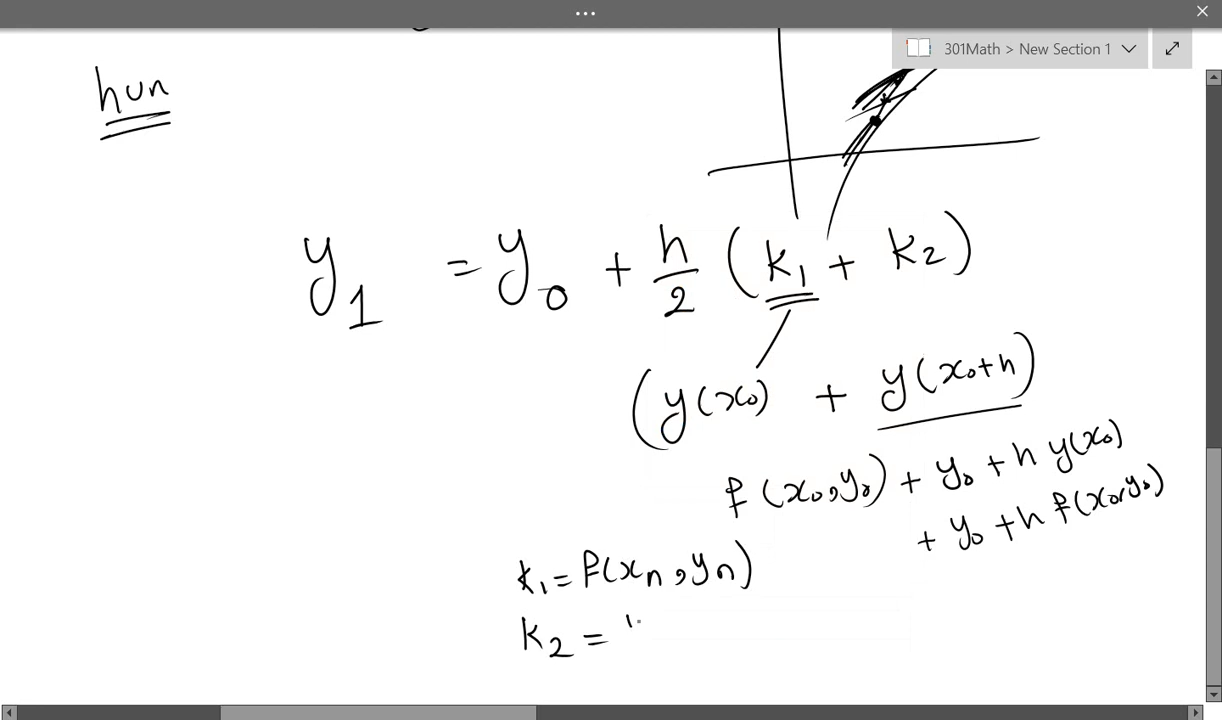 301Math > New Section 1
hun
y₁ = y₀ + h/2 (k₁ + k₂)
(y(x₀) + y(x₀+h)
f(x₀,y₀) + y₀ + h y(x₀)
+ y₀ + h f(x₀,y₀)
k₁ = f(xₙ,yₙ)
k₂ =